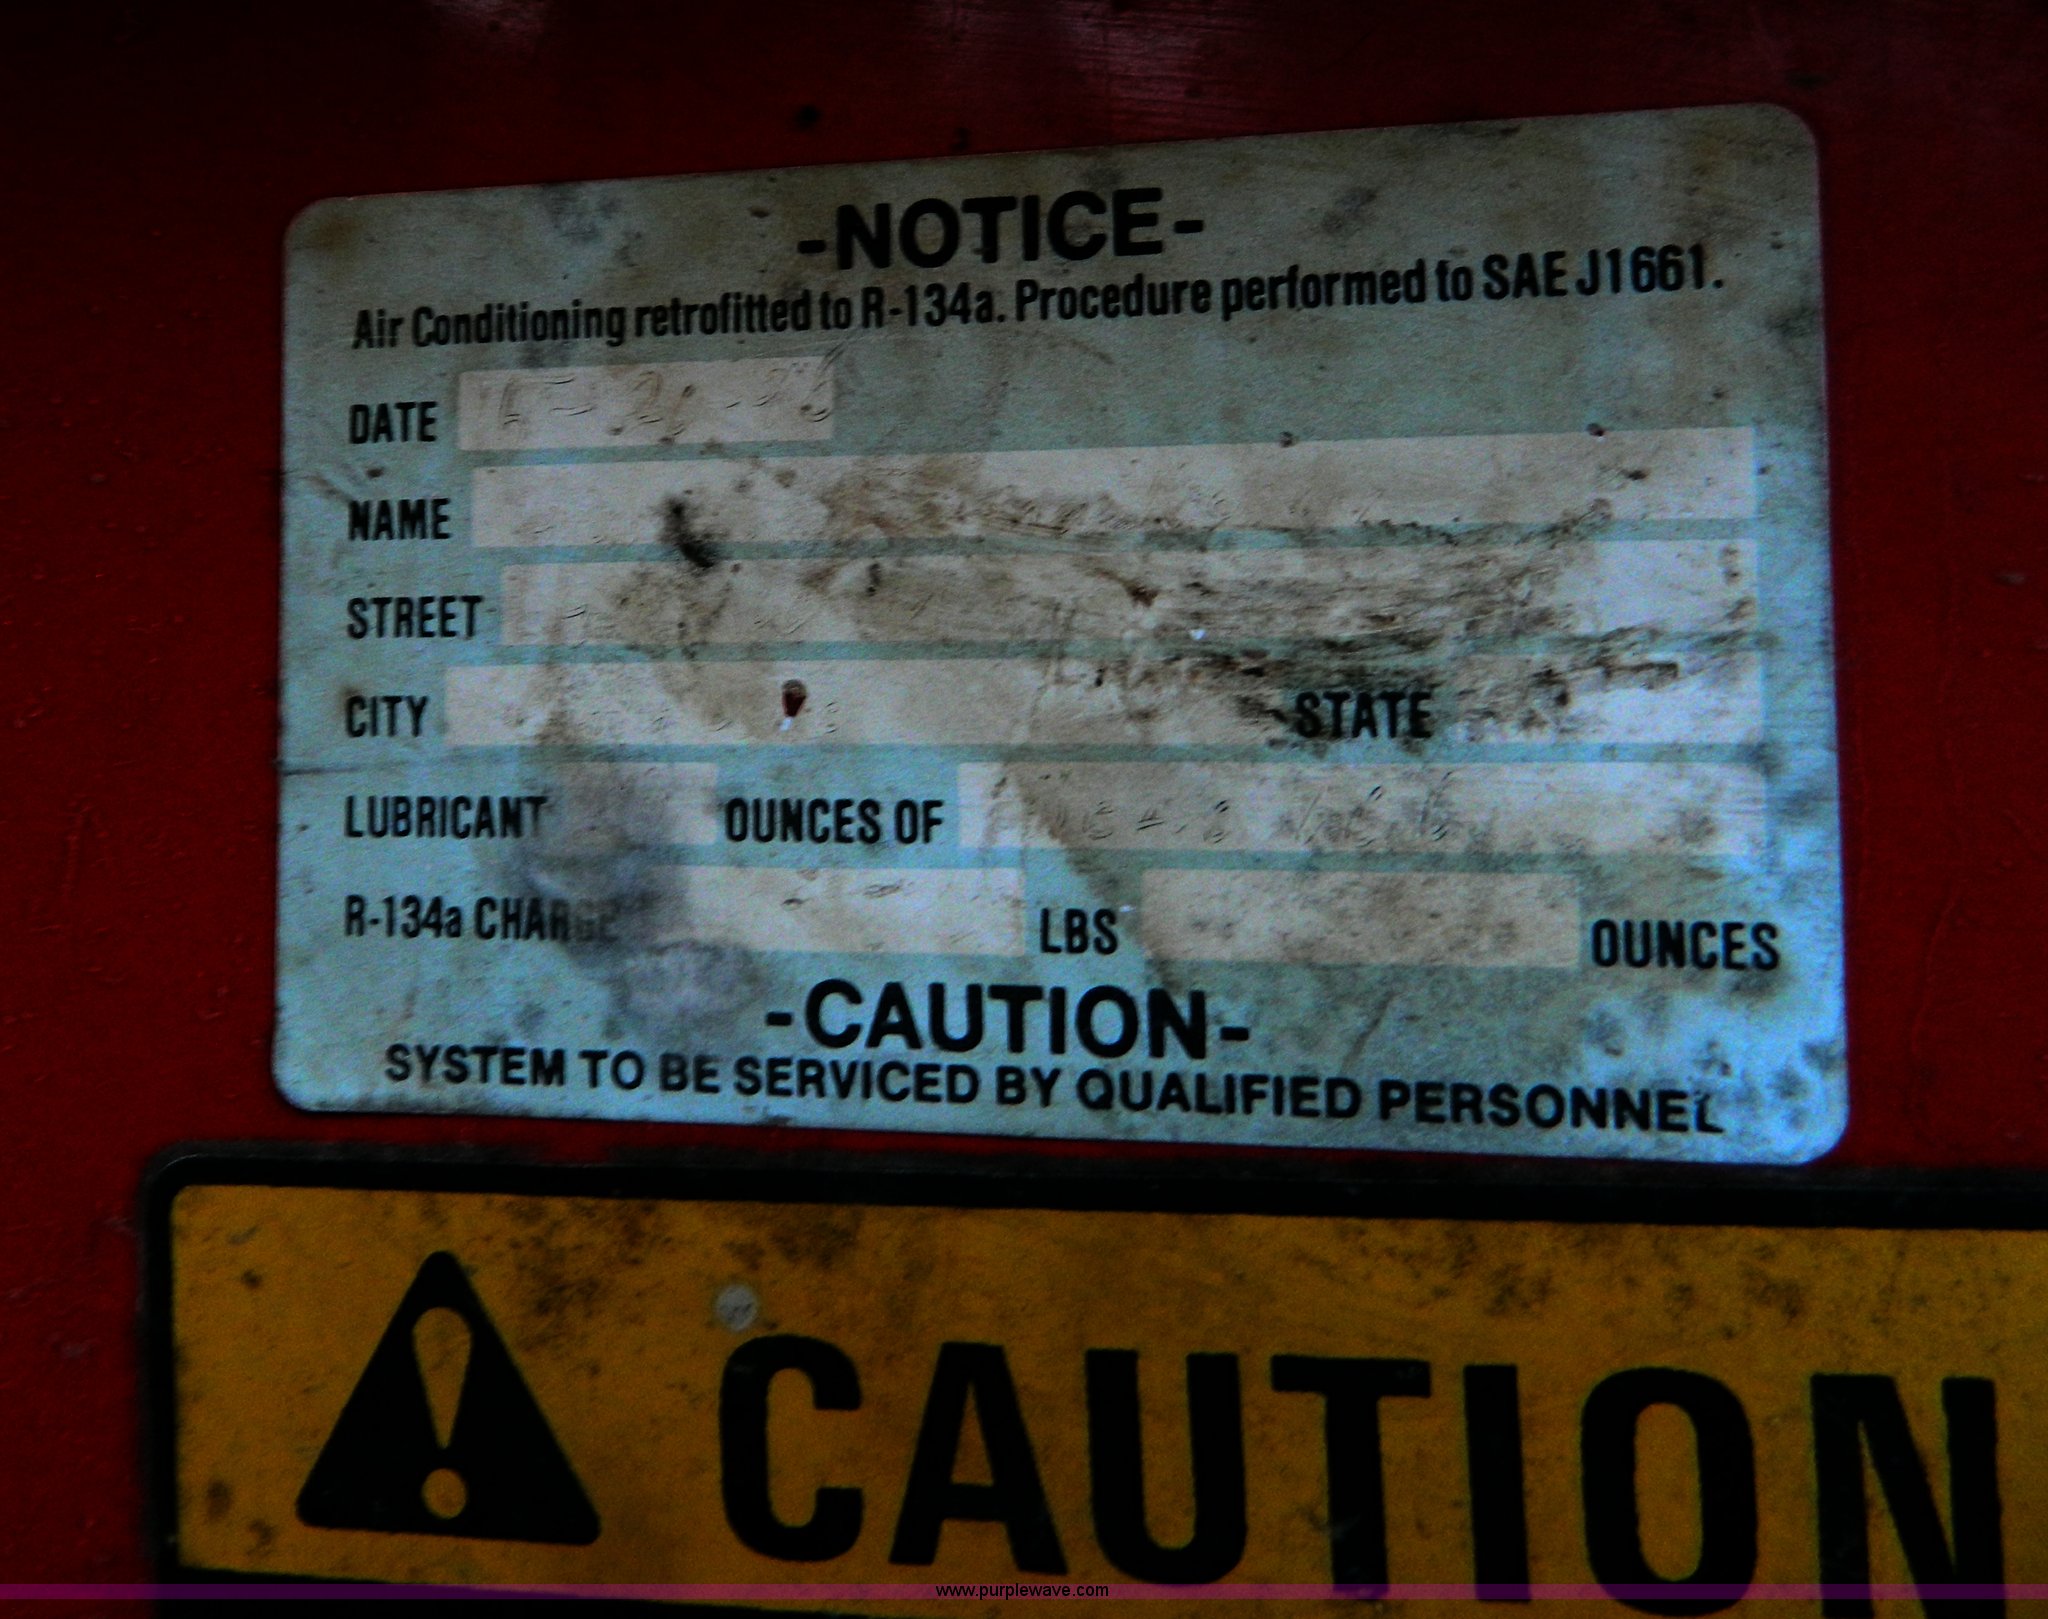 -NOTICE-
Air Conditioning retrofitted to R-134a. Procedure performed to SAE J1661.
DATE
NAME
STREET
CITY STATE
LUBRICANT OUNCES OF
R-134a CHARGE LBS OUNCES
-CAUTION-
SYSTEM TO BE SERVICED BY QUALIFIED PERSONNEL
CAUTION
www.purplewave.com